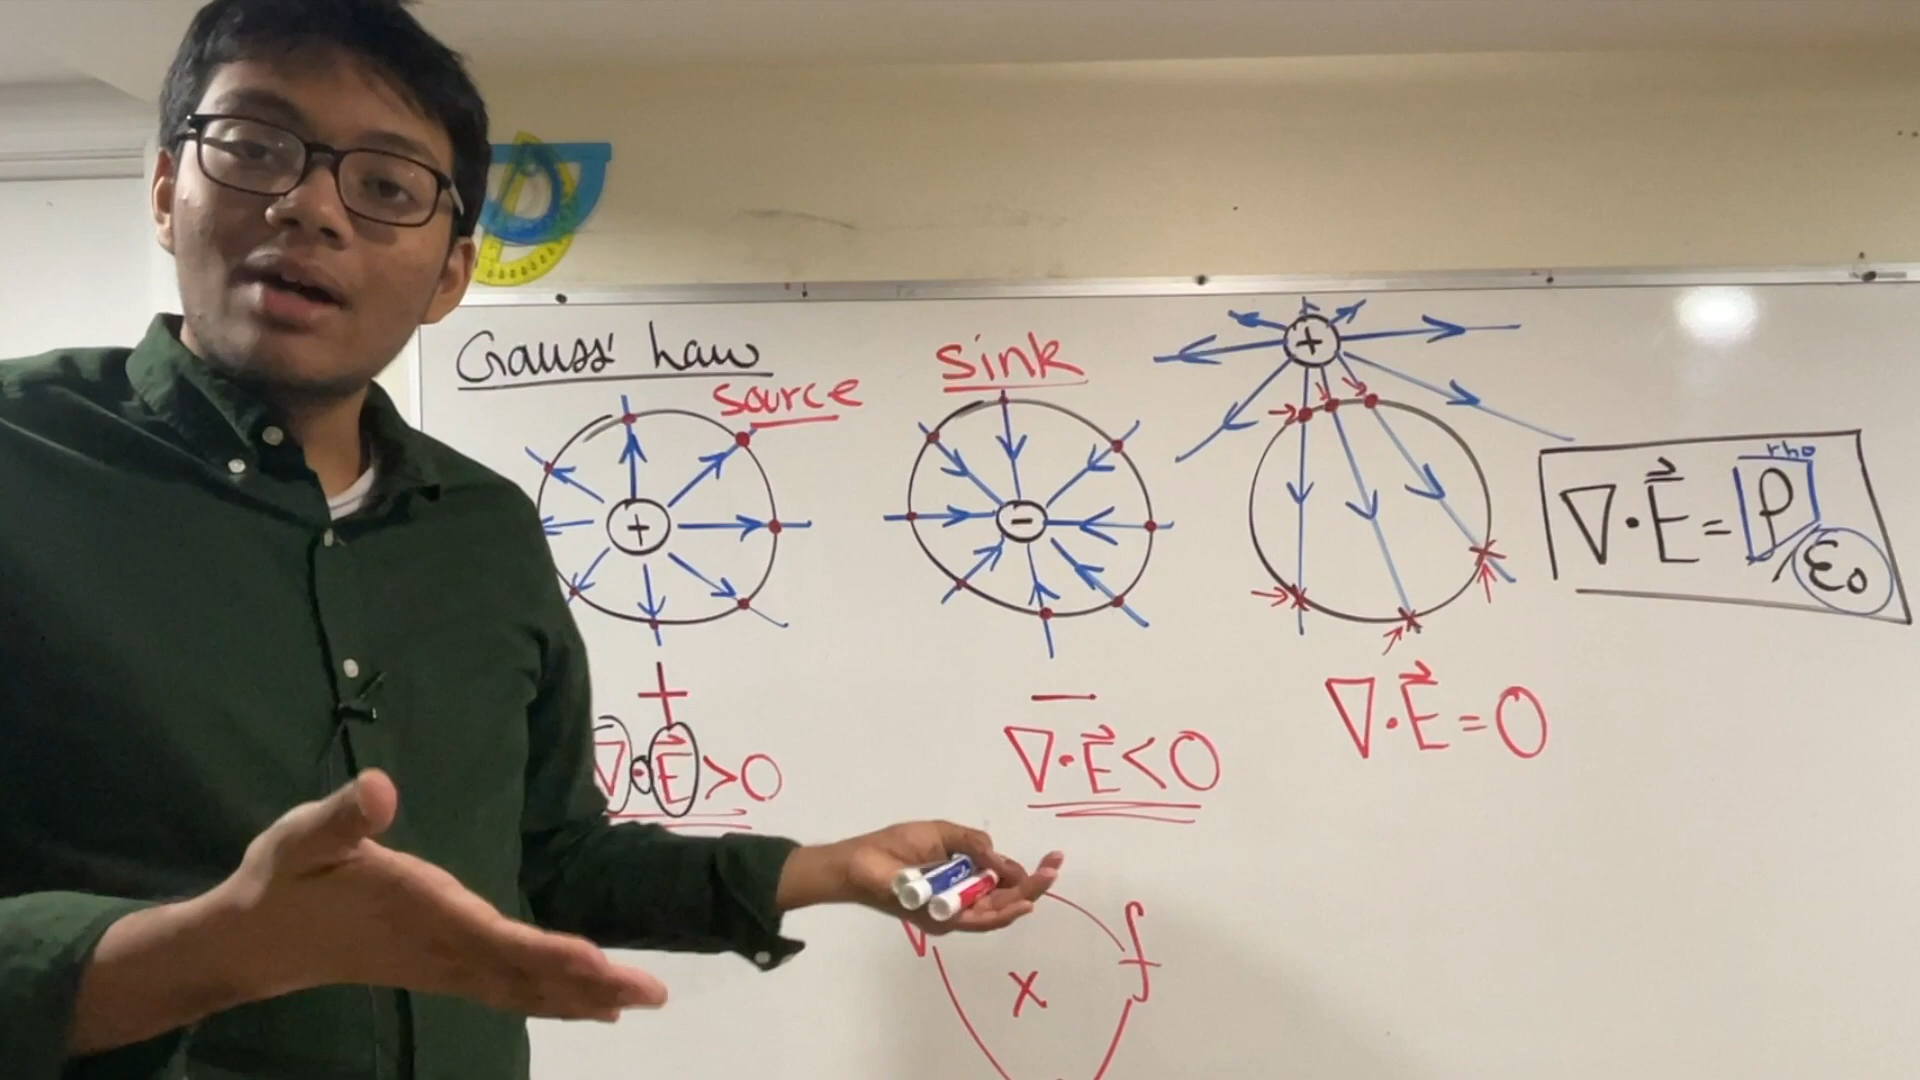 Gauss' Law
source
sink
+
-
+
rho
∇·E⃗ = ρ/ε0
+
−
∇·E⃗ > 0
∇·E⃗ < 0
∇·E⃗ = 0
f
x